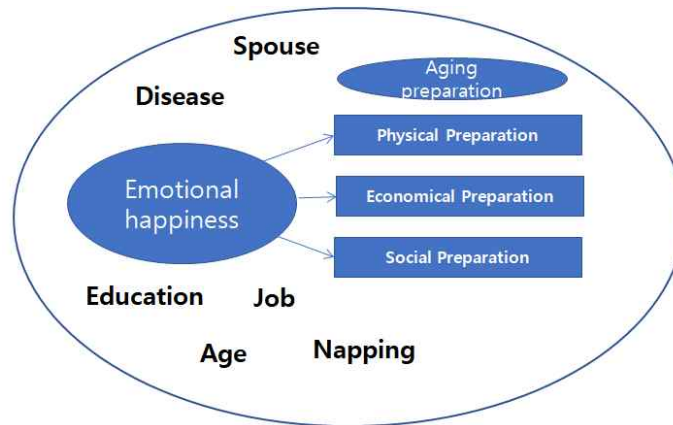 Spouse
Aging
preparation
Disease
Physical Preparation
Emotional
happiness
Economical Preparation
Social Preparation
Education
Job
Age
Napping